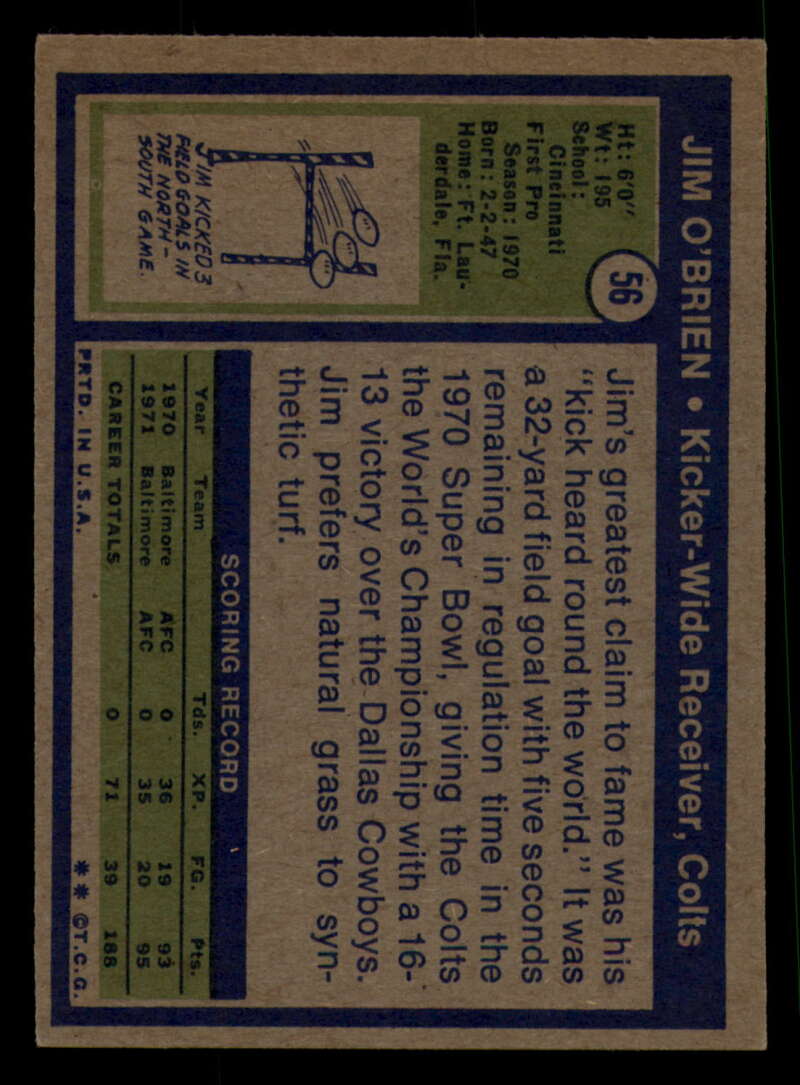 JIM O'BRIEN • Kicker-Wide Receiver, Colts
56
Ht: 6'0"
Wt: 195
School:
Cincinnati
First Pro
Season: 1970
Born: 2-2-47
Home: Ft. Lau-
derdale, Fla.
JIM KICKED 3
FIELD GOALS IN
THE NORTH-
SOUTH GAME.
Jim's greatest claim to fame was his
"kick heard round the world." It was
a 32-yard field goal with five seconds
remaining in regulation time in the
1970 Super Bowl, giving the Colts
the World's Championship with a 16-
13 victory over the Dallas Cowboys.
Jim prefers natural grass to syn-
thetic turf.
SCORING RECORD
Year Team Tds. XP. FG. Pts.
1970 Baltimore AFC 0 36 19 93
1971 Baltimore AFC 0 35 20 95
CAREER TOTALS 0 71 39 188
PRTD. IN U.S.A. ** ©T.C.G.